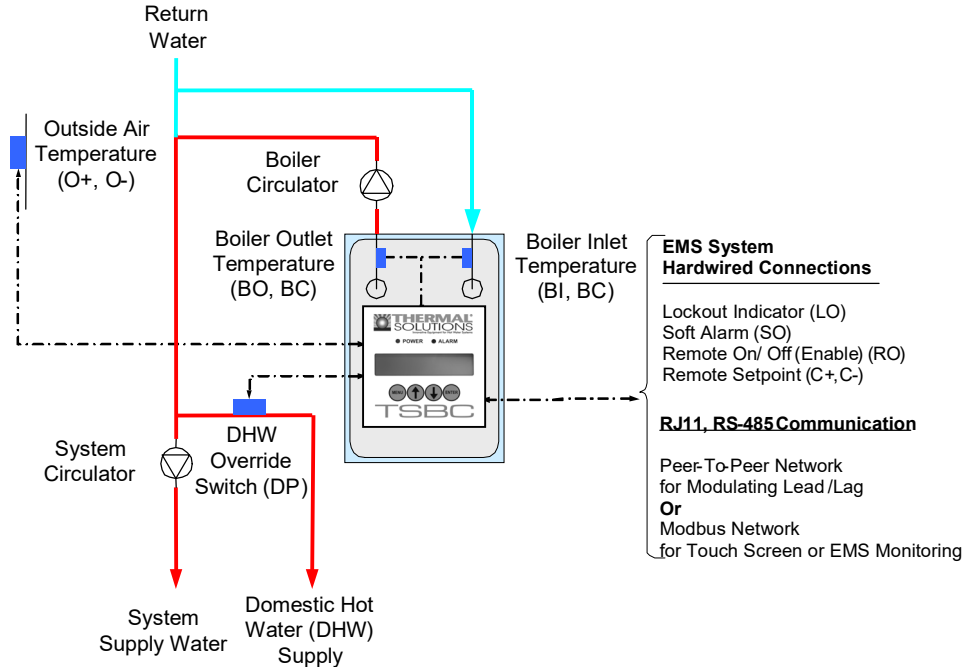 Return
Water
Outside Air
Temperature
(O+, O-)
Boiler
Circulator
Boiler Outlet
Temperature
(BO, BC)
Boiler Inlet
Temperature
(BI, BC)
THERMAL
SOLUTIONS
POWER
ALARM
MENU
ENTER
TSBC
EMS System
Hardwired Connections
Lockout Indicator (LO)
Soft Alarm (SO)
Remote On/ Off (Enable) (RO)
Remote Setpoint (C+,C-)
RJ11, RS-485 Communication
Peer-To-Peer Network
for Modulating Lead /Lag
Or
Modbus Network
for Touch Screen or EMS Monitoring
DHW
Override
Switch (DP)
System
Circulator
System
Supply Water
Domestic Hot
Water (DHW)
Supply